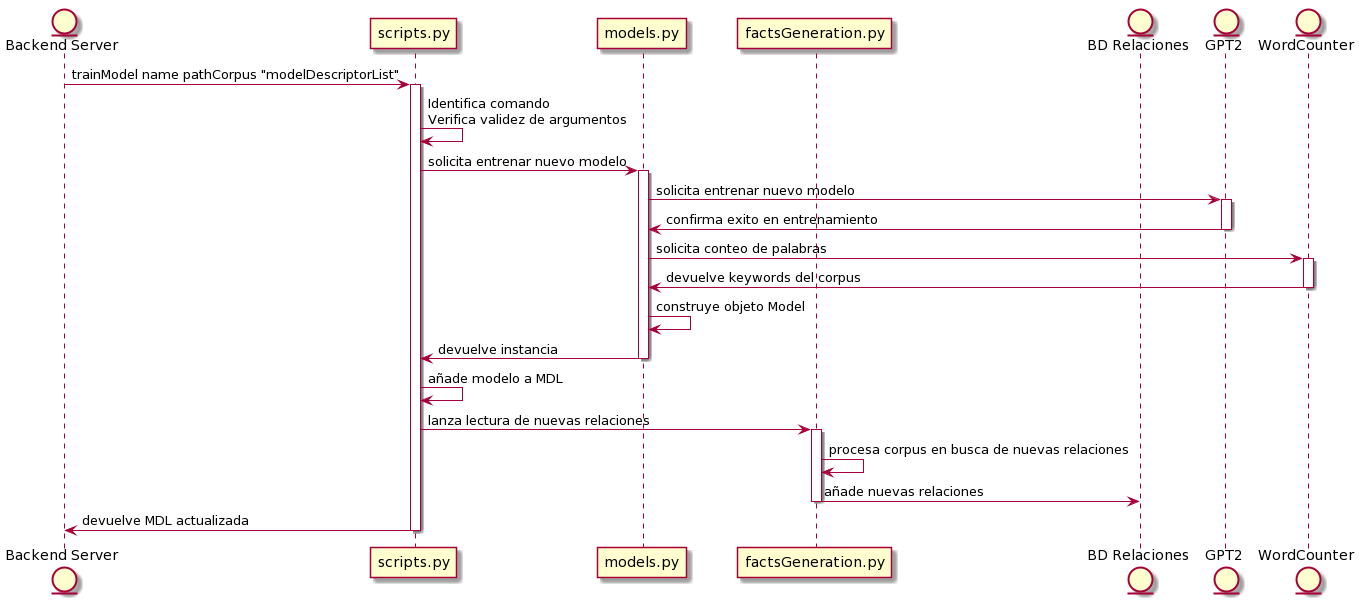 Backend Server
scripts.py
models.py
factsGeneration.py
BD Relaciones
GPT2
WordCounter
trainModel name pathCorpus "modelDescriptorList"
Identifica comando
Verifica validez de argumentos
solicita entrenar nuevo modelo
solicita entrenar nuevo modelo
confirma exito en entrenamiento
solicita conteo de palabras
devuelve keywords del corpus
construye objeto Model
devuelve instancia
añade modelo a MDL
lanza lectura de nuevas relaciones
procesa corpus en busca de nuevas relaciones
añade nuevas relaciones
devuelve MDL actualizada
Backend Server
scripts.py
models.py
factsGeneration.py
BD Relaciones
GPT2
WordCounter